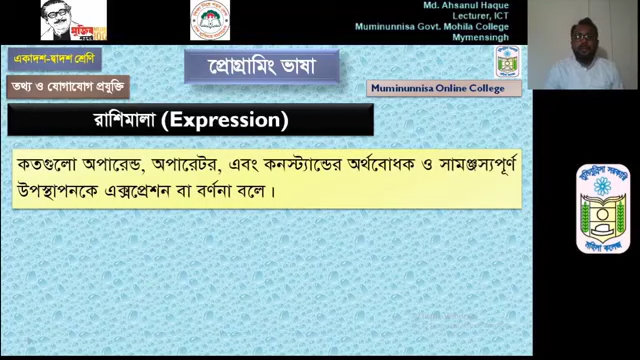 Md. Ahsanul Haque
Lecturer, ICT
Muminunnisa Govt. Mohila College
Mymensingh
একাদশ-দ্বাদশ শ্রেণি
প্রোগ্রামিং ভাষা
তথ্য ও যোগাযোগ প্রযুক্তি
Muminunnisa Online College
রাশিমালা (Expression)
কতগুলো অপারেন্ড, অপারেটর, এবং কনস্ট্যান্ডের অর্থবোধক ও সামঞ্জস্যপূর্ণ
উপস্থাপনকে এক্সপ্রেশন বা বর্ণনা বলে।